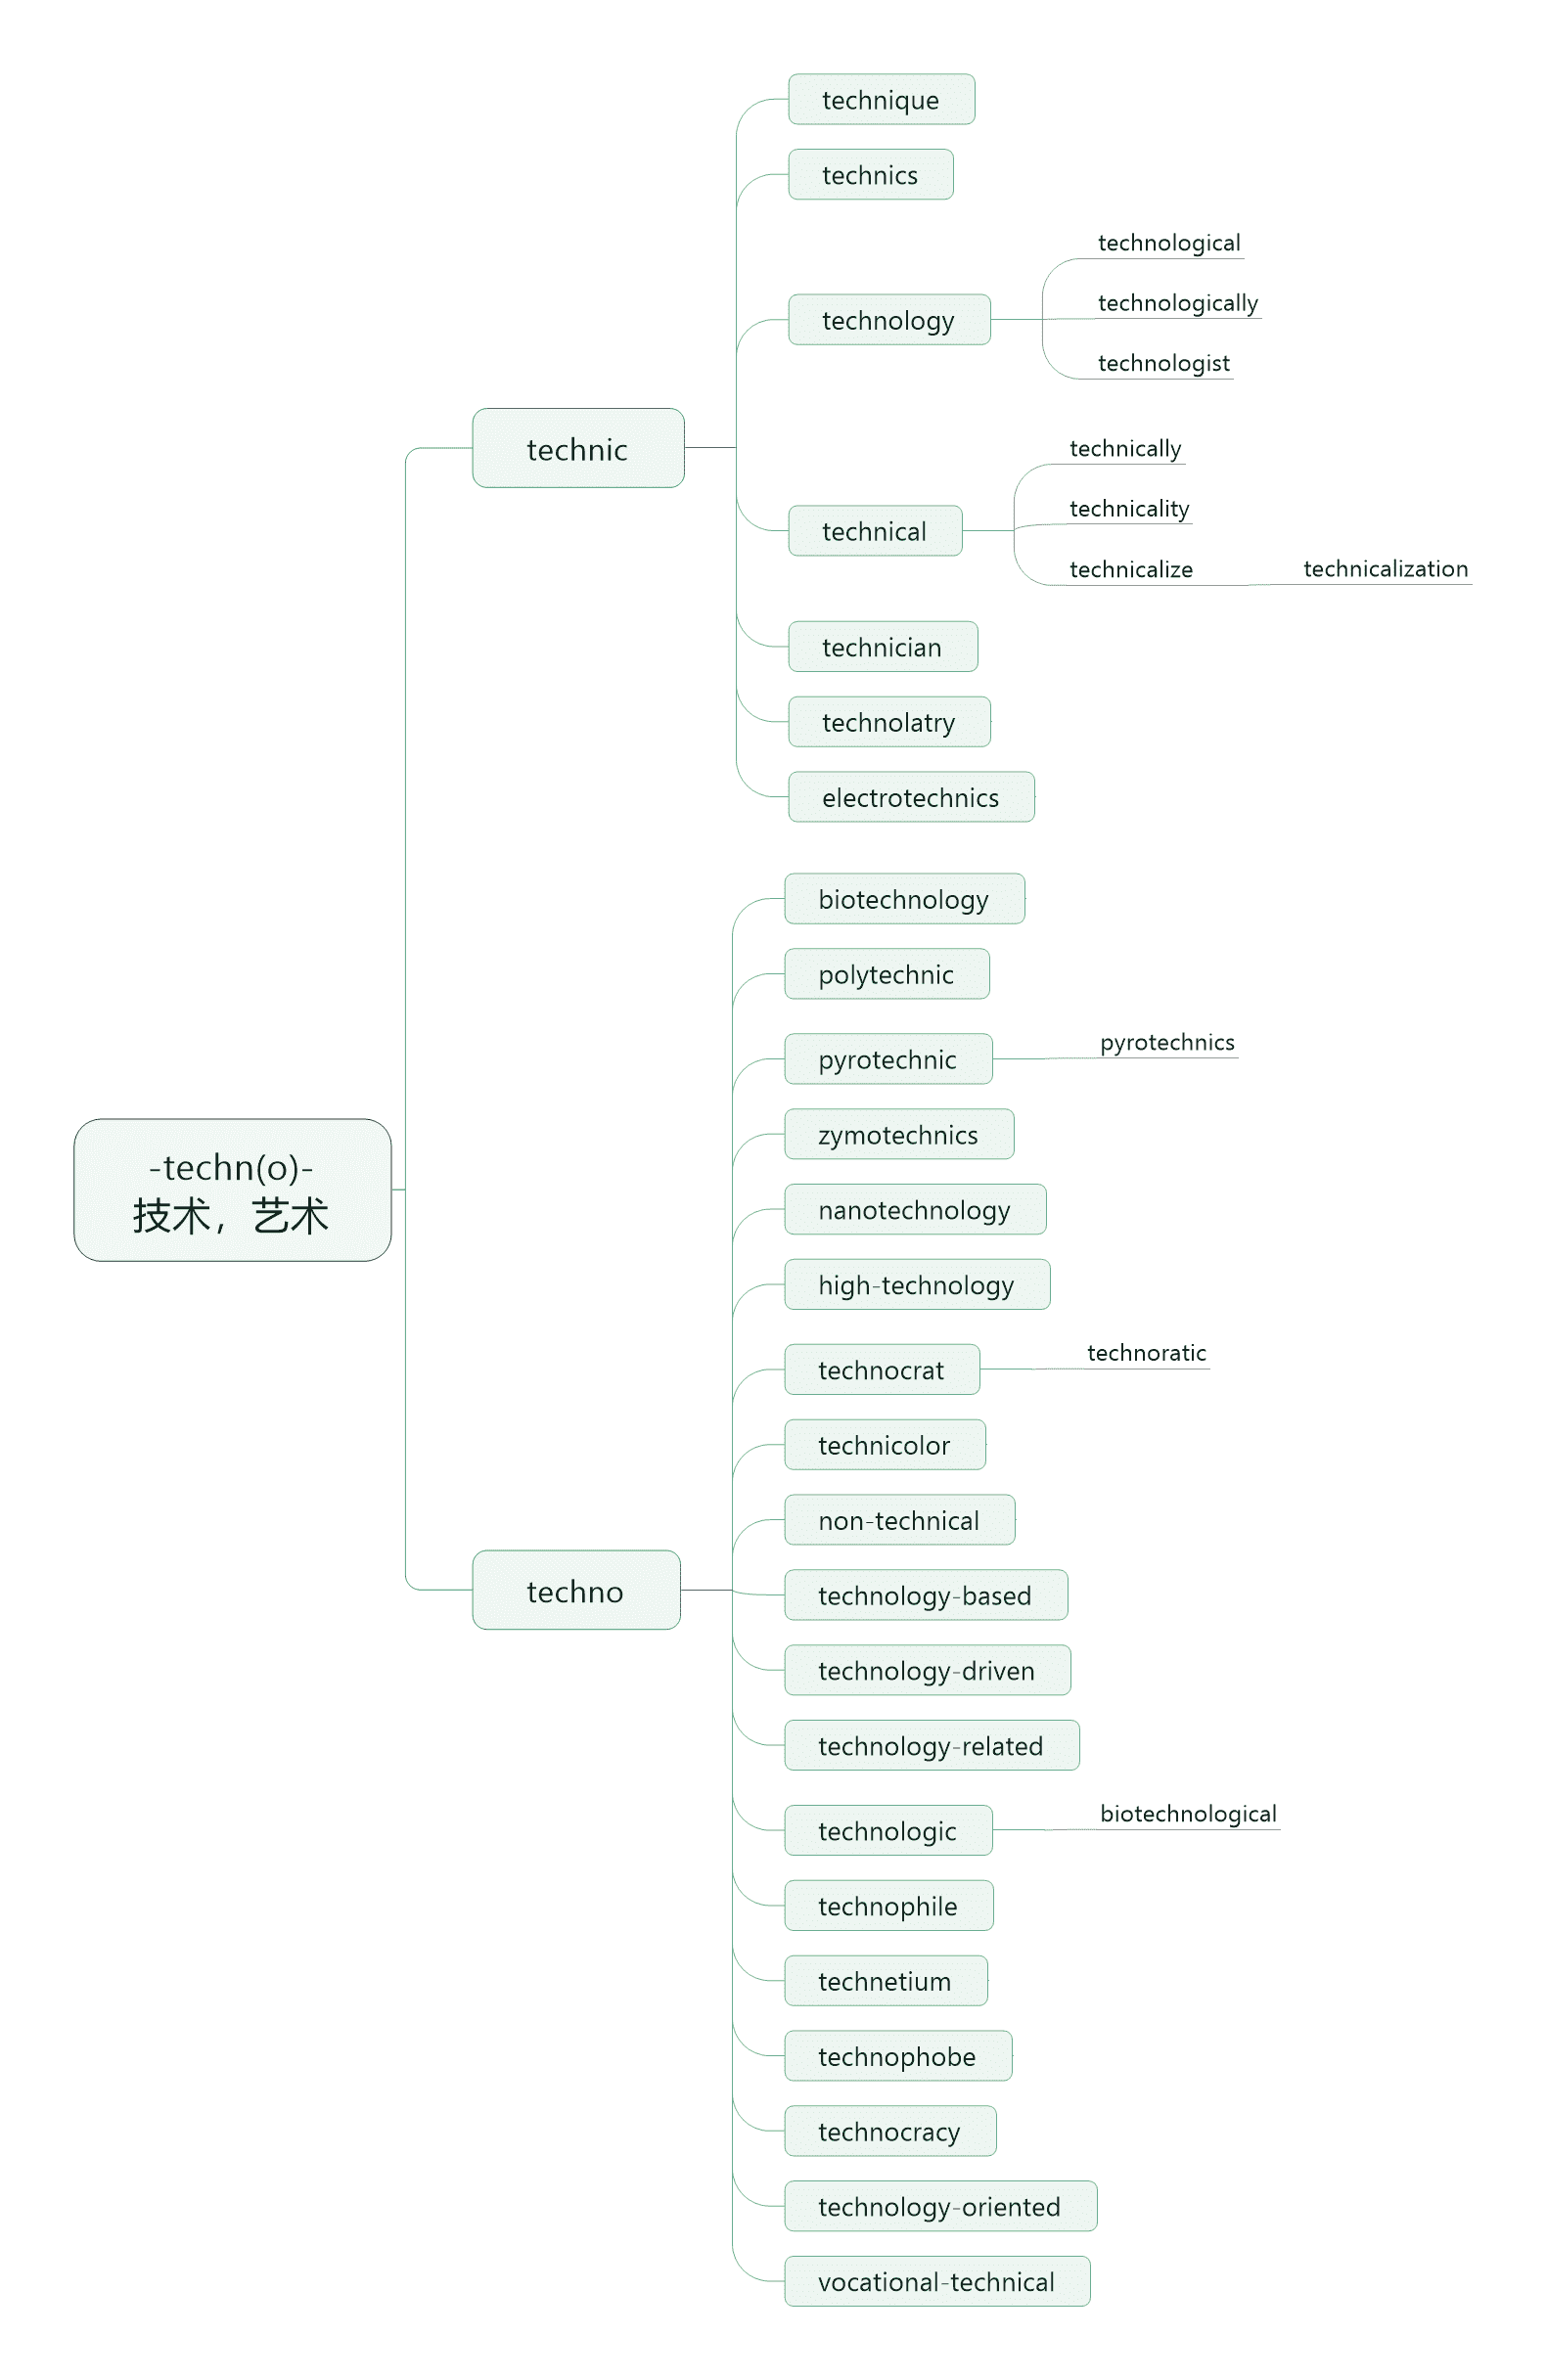 -techn(o)-
技术，艺术
technic
technique
technics
technology
technological
technologically
technologist
technical
technically
technicality
technicalize
technicalization
technician
technolatry
electrotechnics
techno
biotechnology
polytechnic
pyrotechnic
pyrotechnics
zymotechnics
nanotechnology
high-technology
technocrat
technoratic
technicolor
non-technical
technology-based
technology-driven
technology-related
technologic
biotechnological
technophile
technetium
technophobe
technocracy
technology-oriented
vocational-technical